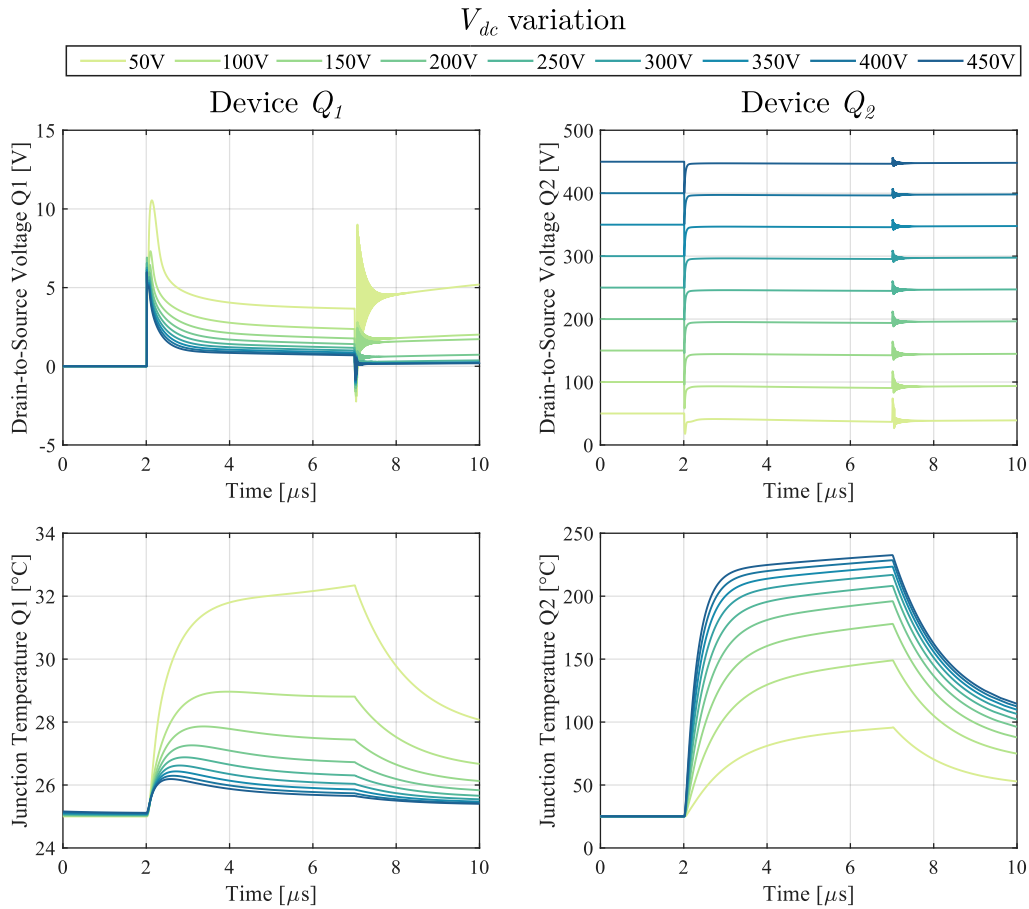 V_dc variation
50V 100V 150V 200V 250V 300V 350V 400V 450V
Device Q_1
Device Q_2
Drain-to-Source Voltage Q1 [V]
15
10
5
0
-5
0 2 4 6 8 10
Time [μs]
Drain-to-Source Voltage Q2 [V]
500
400
300
200
100
0
0 2 4 6 8 10
Time [μs]
Junction Temperature Q1 [°C]
34
32
30
28
26
24
0 2 4 6 8 10
Time [μs]
Junction Temperature Q2 [°C]
250
200
150
100
50
0
0 2 4 6 8 10
Time [μs]